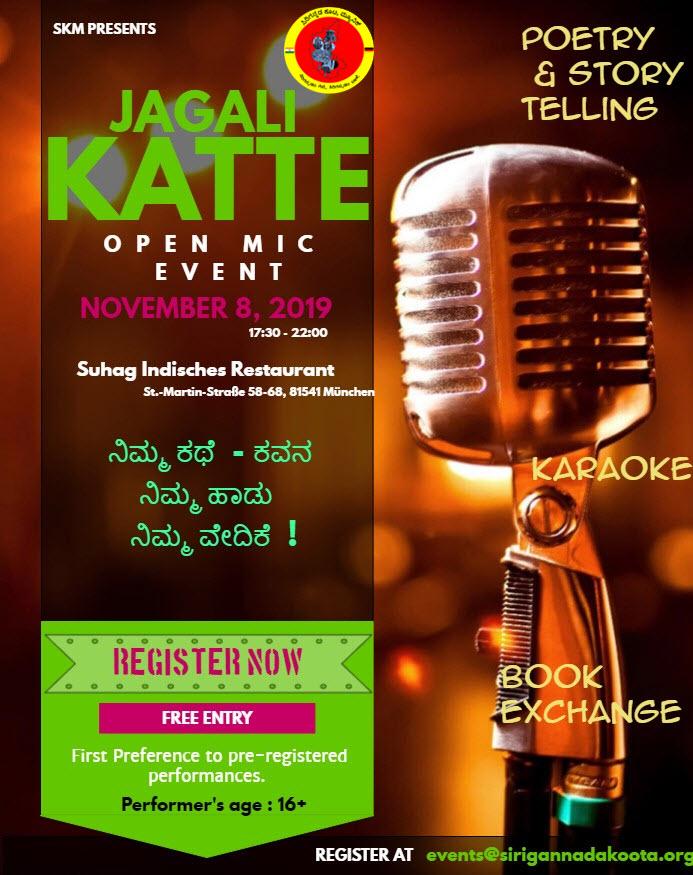 SKM PRESENTS
JAGALI
KATTE
OPEN MIC
EVENT
NOVEMBER 8, 2019
17:30 - 22:00
Suhag Indisches Restaurant
St.-Martin-Straße 58-68, 81541 München
ನಿಮ್ಮ ಕಥೆ - ಕವನ
ನಿಮ್ಮ ಹಾಡು
ನಿಮ್ಮ ವೇದಿಕೆ !
POETRY
& STORY
TELLING
KARAOKE
BOOK
EXCHANGE
REGISTER NOW
FREE ENTRY
First Preference to pre-registered
performances.
Performer's age : 16+
REGISTER AT events@sirigannadakoota.org